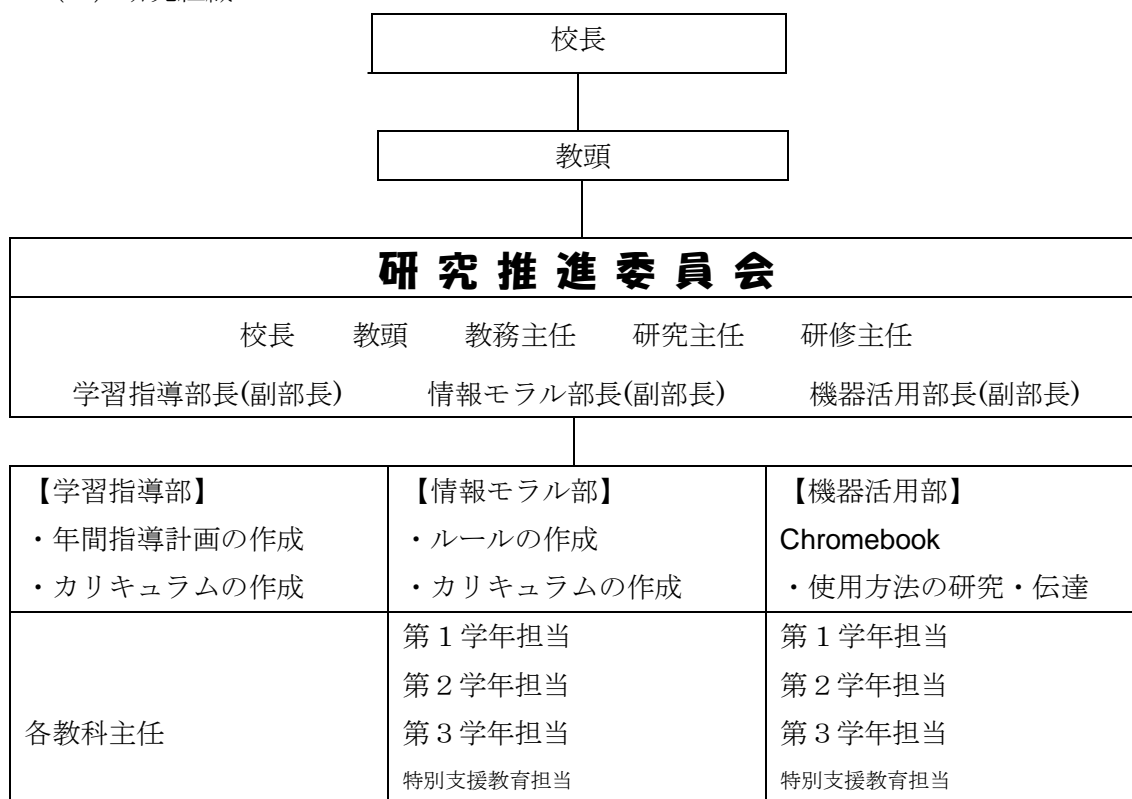 校長
教頭
研究推進委員会
校長 教頭 教務主任 研究主任 研修主任
学習指導部長(副部長) 情報モラル部長(副部長) 機器活用部長(副部長)
【学習指導部】
・年間指導計画の作成
・カリキュラムの作成
【情報モラル部】
・ルールの作成
・カリキュラムの作成
【機器活用部】
Chromebook
・使用方法の研究・伝達
各教科主任
第1学年担当
第2学年担当
第3学年担当
特別支援教育担当
第1学年担当
第2学年担当
第3学年担当
特別支援教育担当